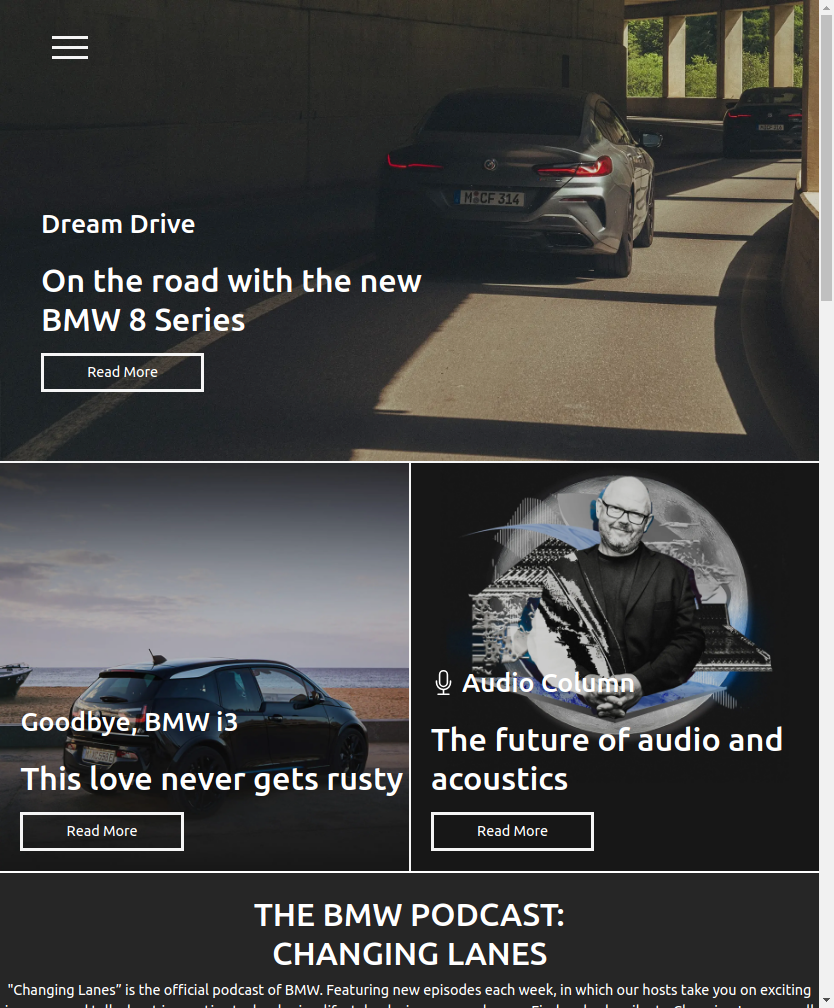 M CF 314
Dream Drive
On the road with the new
BMW 8 Series
Read More
Goodbye, BMW i3
This love never gets rusty
Read More
Audio Column
The future of audio and
acoustics
Read More
THE BMW PODCAST:
CHANGING LANES
"Changing Lanes” is the official podcast of BMW. Featuring new episodes each week, in which our hosts take you on exciting